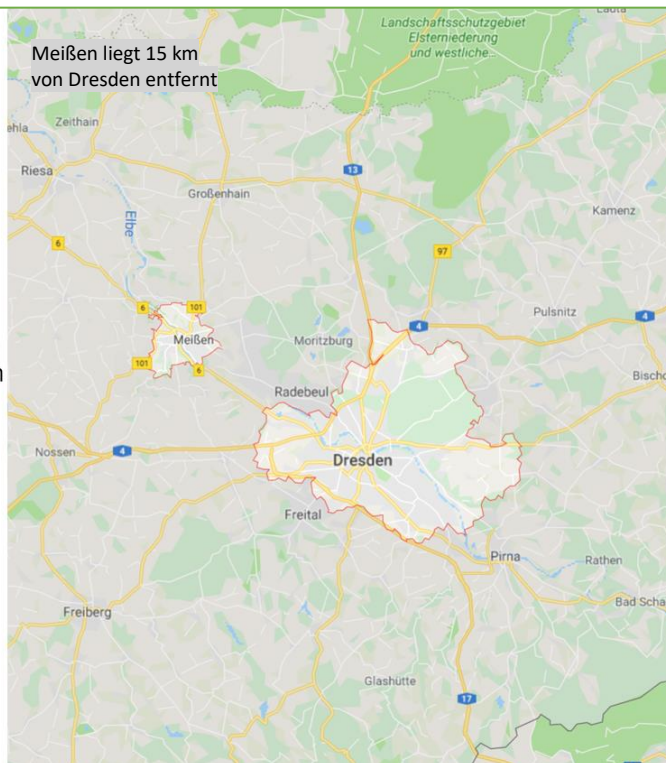 Landschaftsschutzgebiet
Elsterniederung
und westliche...
Meißen liegt 15 km
von Dresden entfernt
Zeithain
Riesa
13
Großenhain
Kamenz
Elbe
6
97
6
101
4
Pulsnitz
4
Meißen
Moritzburg
101
6
n
Radebeul
Nossen
4
Dresden
Freital
Pirna
Rathen
Freiberg
Glashütte
17